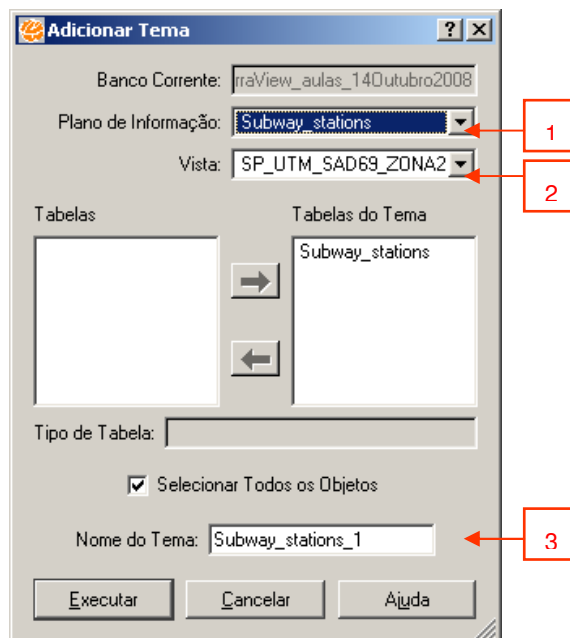 Adicionar Tema
Banco Corrente: rraView_aulas_14Outubro2008
Plano de Informação: Subway_stations
1
Vista: SP_UTM_SAD69_ZONA2
2
Tabelas Tabelas do Tema
Subway_stations
Tipo de Tabela:
Selecionar Todos os Objetos
Nome do Tema: Subway_stations_1
3
Executar Cancelar Ajuda